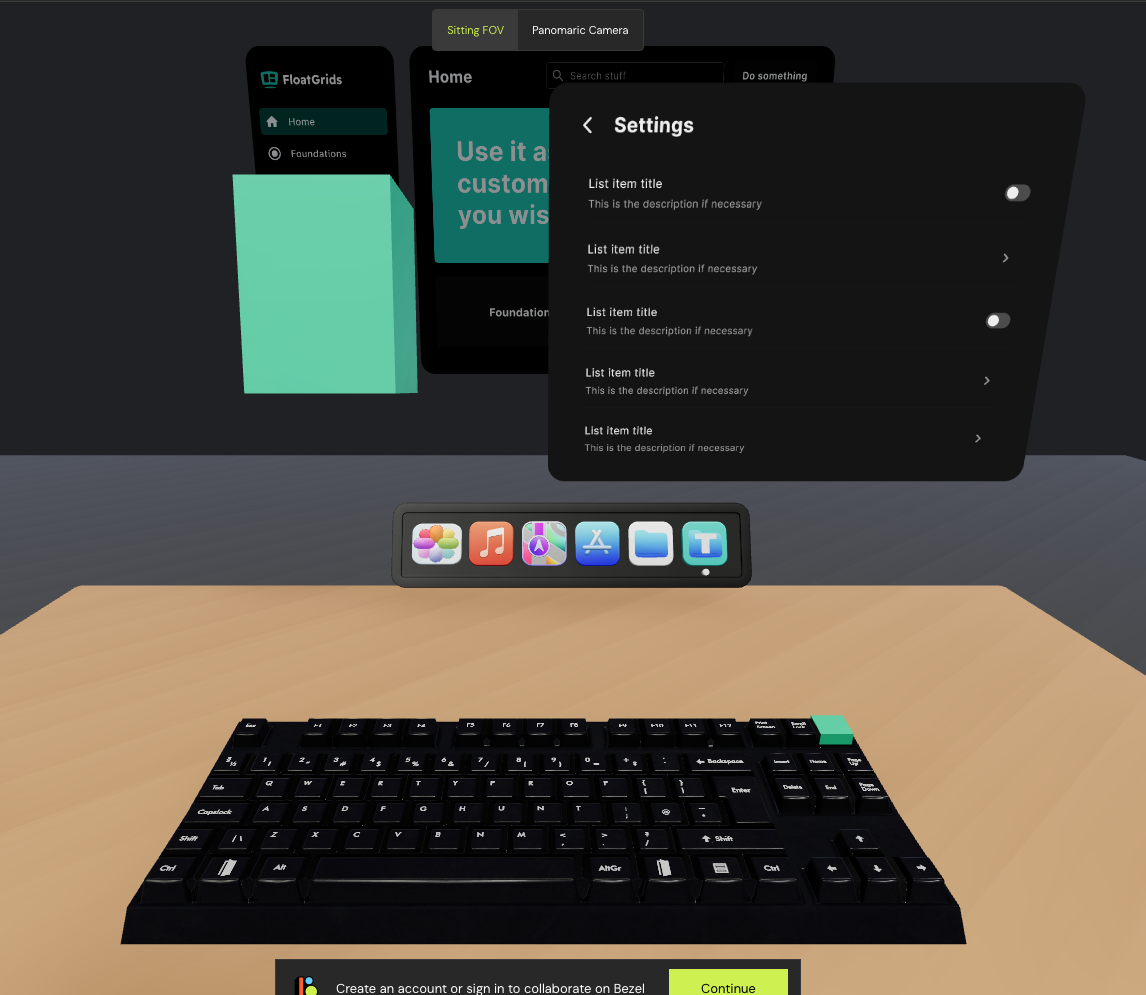 Sitting FOV
Panomaric Camera
FloatGrids
Home
Foundations
Home
Search stuff
Do something
Use it a
custom
you wis
Foundation
Settings
List item title
This is the description if necessary
List item title
This is the description if necessary
List item title
This is the description if necessary
List item title
This is the description if necessary
List item title
This is the description if necessary
Esc F1 F2 F3 F4 F5 F6 F7 F8 F9 F10 F11 F12 Print Screen Scroll Lock
Backspace Insert Home Page Up
Tab Q W E R T Y F R O F Enter Delete End Page Down
Capslock A S D F G H U N T
Shift Z X C V B N M Shift
Ctrl Alt AltGr Ctrl
Create an account or sign in to collaborate on Bezel
Continue